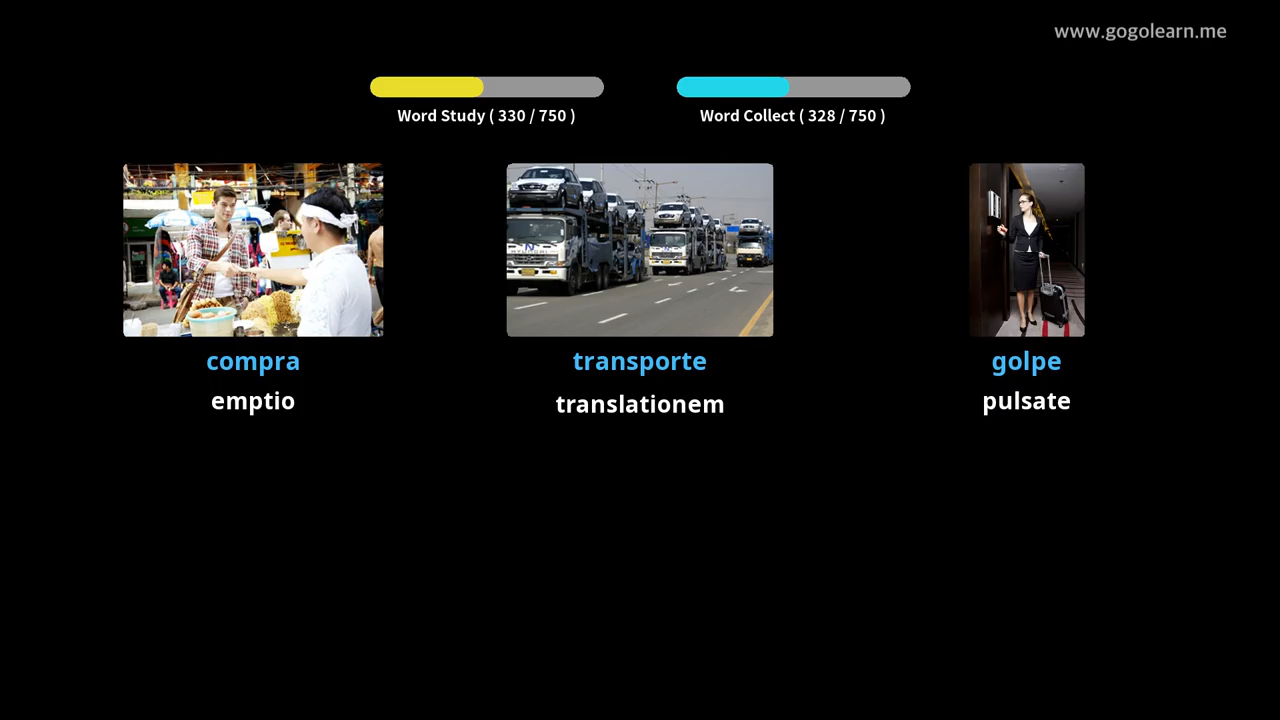 www.gogolearn.me
Word Study ( 330 / 750 )
Word Collect ( 328 / 750 )
compra
transporte
golpe
emptio
translationem
pulsate